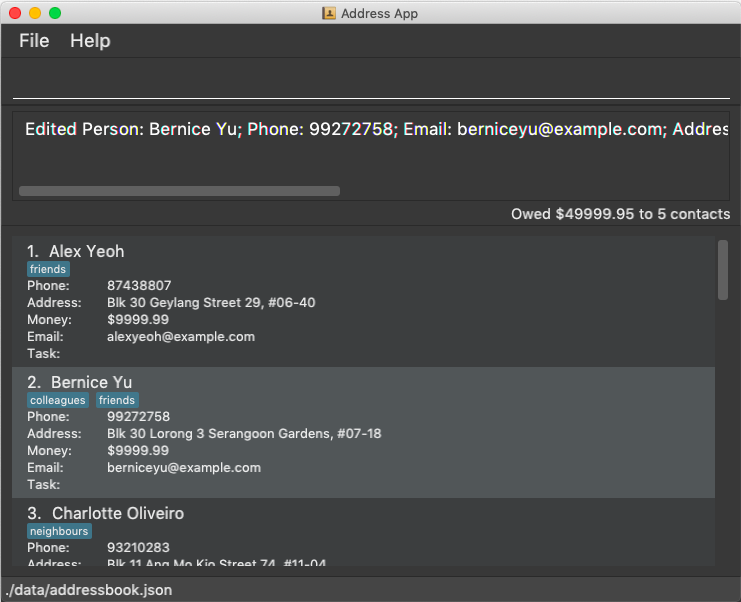 Address App
File Help
Edited Person: Bernice Yu; Phone: 99272758; Email: berniceyu@example.com; Addres
Owed $49999.95 to 5 contacts
1. Alex Yeoh
friends
Phone: 87438807
Address: Blk 30 Geylang Street 29, #06-40
Money: $9999.99
Email: alexyeoh@example.com
Task:
2. Bernice Yu
colleagues friends
Phone: 99272758
Address: Blk 30 Lorong 3 Serangoon Gardens, #07-18
Money: $9999.99
Email: berniceyu@example.com
Task:
3. Charlotte Oliveiro
neighbours
Phone: 93210283
Address: Blk 11 Ang Mo Kio Street 74, #11-04
./data/addressbook.json